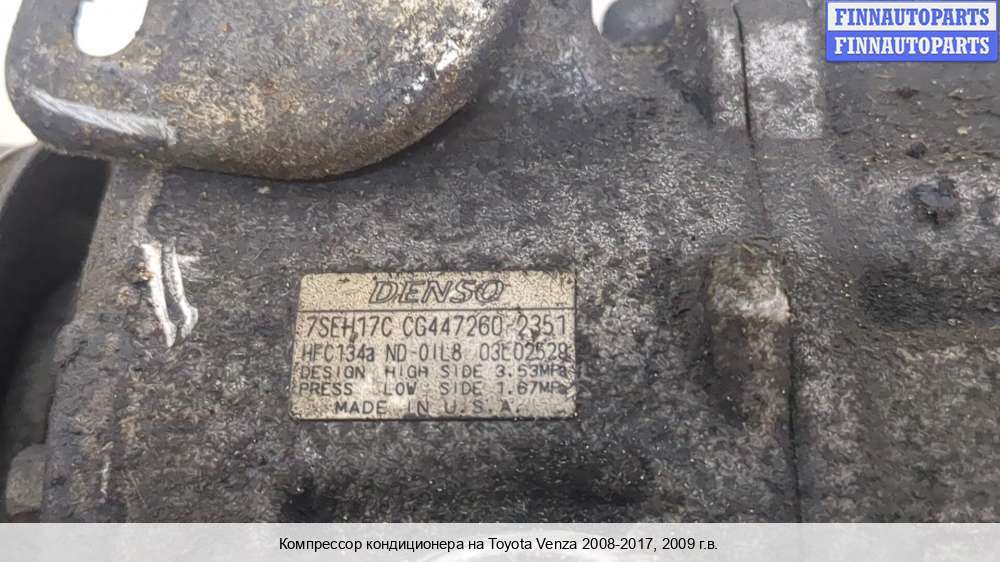 FINNAUTOPARTS
FINNAUTOPARTS
DENSO
7SEH17C CG447260-2351
HFC134a ND-OIL8 03E02529
DESIGN HIGH SIDE 3.53MPa
PRESS LOW SIDE 1.67MPa
MADE IN U.S.A.
Компрессор кондиционера на Toyota Venza 2008-2017, 2009 г.в.